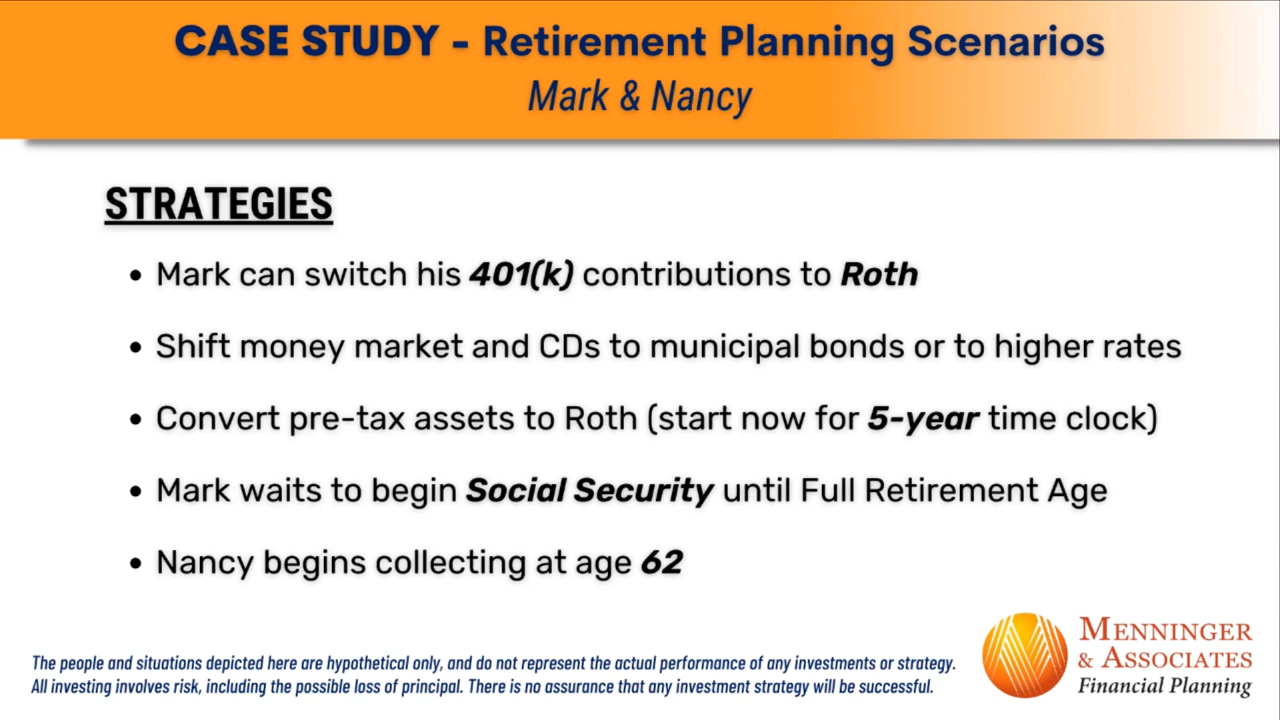 CASE STUDY - Retirement Planning Scenarios
Mark & Nancy
STRATEGIES
• Mark can switch his 401(k) contributions to Roth
• Shift money market and CDs to municipal bonds or to higher rates
• Convert pre-tax assets to Roth (start now for 5-year time clock)
• Mark waits to begin Social Security until Full Retirement Age
• Nancy begins collecting at age 62
The people and situations depicted here are hypothetical only, and do not represent the actual performance of any investments or strategy.
All investing involves risk, including the possible loss of principal. There is no assurance that any investment strategy will be successful.
MENNINGER
& ASSOCIATES
Financial Planning